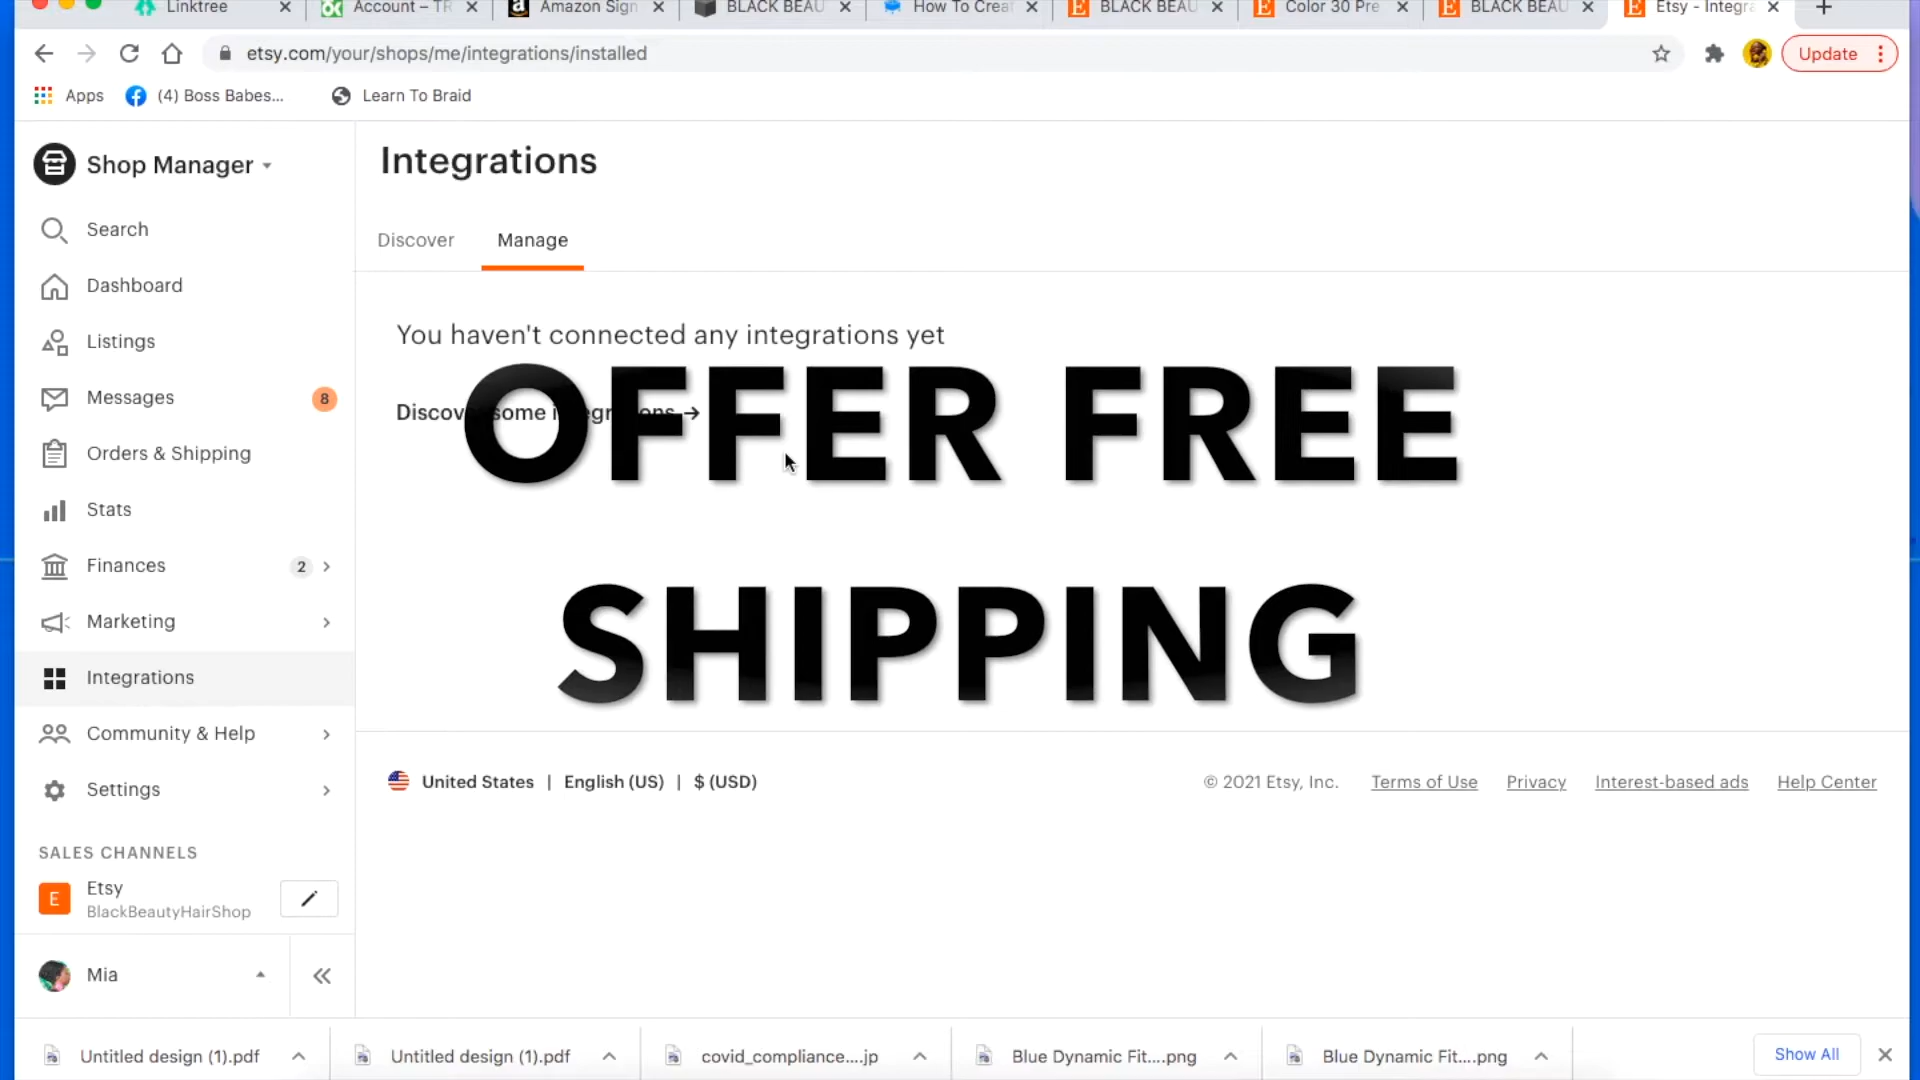 Linktree
Account – TR
Amazon Sign
BLACK BEAU
How To Creat
BLACK BEAU
Color 30 Pre
BLACK BEAU
Etsy - Integra
etsy.com/your/shops/me/integrations/installed
Update
Apps
(4) Boss Babes...
Learn To Braid
Shop Manager
Integrations
Search
Discover
Manage
Dashboard
Listings
You haven't connected any integrations yet
Messages 8
Discover some integrations →
OFFER FREE
SHIPPING
Orders & Shipping
Stats
Finances 2
Marketing
Integrations
Community & Help
Settings
United States | English (US) | $ (USD)
© 2021 Etsy, Inc. Terms of Use Privacy Interest-based ads Help Center
SALES CHANNELS
E
Etsy
BlackBeautyHairShop
Mia
Untitled design (1).pdf
Untitled design (1).pdf
covid_compliance....jp
Blue Dynamic Fit....png
Blue Dynamic Fit....png
Show All